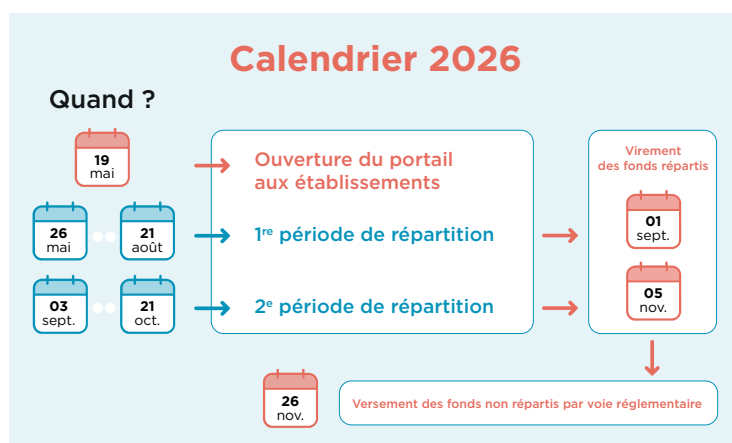 Calendrier 2026
Quand ?
19
mai
Ouverture du portail
aux établissements
Virement
des fonds répartis
26
mai
21
août
1re période de répartition
01
sept.
03
sept.
21
oct.
2e période de répartition
05
nov.
26
nov.
Versement des fonds non répartis par voie réglementaire